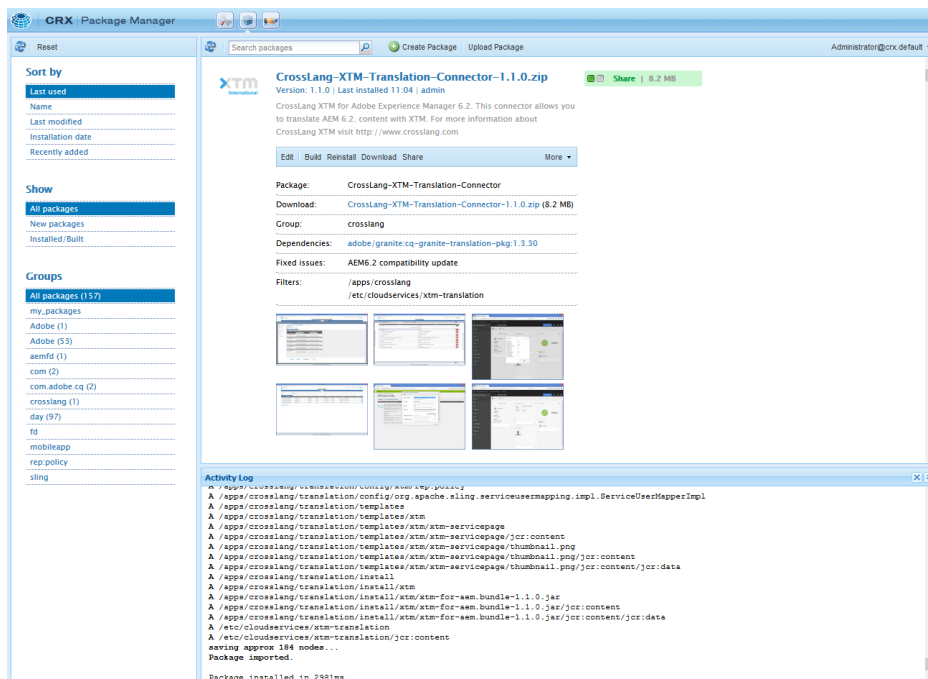 CRX Package Manager
Reset
Search packages
Create Package
Upload Package
Administrator@crx.default
Sort by
Last used
Name
Last modified
Installation date
Recently added
Show
All packages
New packages
Installed/Built
Groups
All packages (157)
my_packages
Adobe (1)
Adobe (53)
aemfd (1)
com (2)
com.adobe.cq (2)
crosslang (1)
day (97)
fd
mobileapp
rep:policy
sling
XTM
International
CrossLang-XTM-Translation-Connector-1.1.0.zip
Share | 8.2 MB
Version: 1.1.0 | Last installed 11:04 | admin
CrossLang XTM for Adobe Experience Manager 6.2. This connector allows you
to translate AEM 6.2. content with XTM. For more information about
CrossLang XTM visit http://www.crosslang.com
Edit Build Reinstall Download Share More
Package: CrossLang-XTM-Translation-Connector
Download: CrossLang-XTM-Translation-Connector-1.1.0.zip (8.2 MB)
Group: crosslang
Dependencies: adobe/granite:cq-granite-translation-pkg:1.3.30
Fixed issues: AEM6.2 compatibility update
Filters: /apps/crosslang
/etc/cloudservices/xtm-translation
Activity Log
A /apps/crosslang/translation/config/xtm/rep:policy
A /apps/crosslang/translation/config/org.apache.sling.serviceusermapping.impl.ServiceUserMapperImpl
A /apps/crosslang/translation/templates
A /apps/crosslang/translation/templates/xtm
A /apps/crosslang/translation/templates/xtm/xtm-servicepage
A /apps/crosslang/translation/templates/xtm/xtm-servicepage/jcr:content
A /apps/crosslang/translation/templates/xtm/xtm-servicepage/thumbnail.png
A /apps/crosslang/translation/templates/xtm/xtm-servicepage/thumbnail.png/jcr:content
A /apps/crosslang/translation/templates/xtm/xtm-servicepage/thumbnail.png/jcr:content/jcr:data
A /apps/crosslang/translation/install
A /apps/crosslang/translation/install/xtm
A /apps/crosslang/translation/install/xtm/xtm-for-aem.bundle-1.1.0.jar
A /apps/crosslang/translation/install/xtm/xtm-for-aem.bundle-1.1.0.jar/jcr:content
A /apps/crosslang/translation/install/xtm/xtm-for-aem.bundle-1.1.0.jar/jcr:content/jcr:data
A /etc/cloudservices/xtm-translation
A /etc/cloudservices/xtm-translation/jcr:content
saving approx 184 nodes...
Package imported.
Package installed in 2981ms.